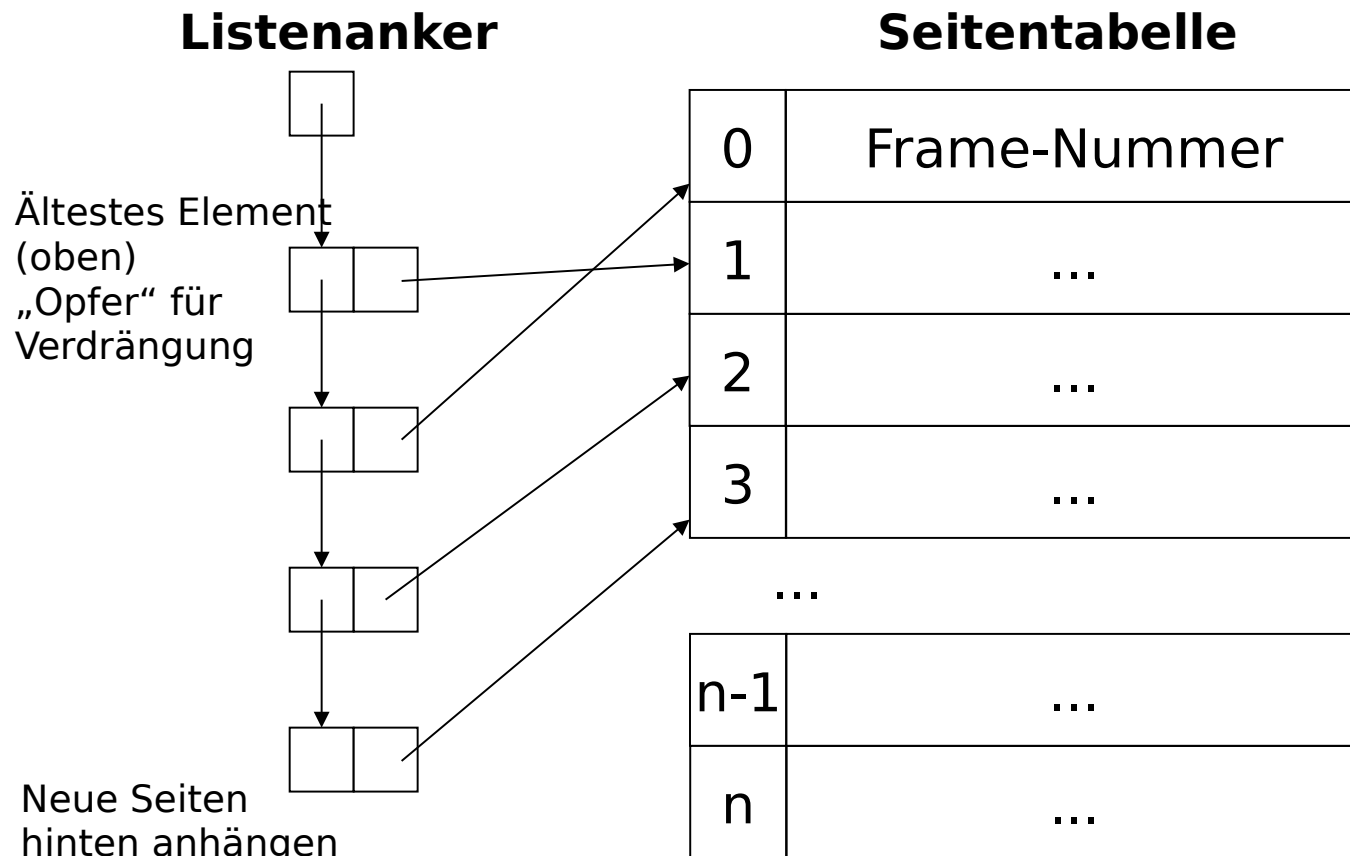 Listenanker
Seitentabelle
0 Frame-Nummer
Ältestes Element
(oben)
„Opfer“ für
Verdrängung
1 ...
2 ...
3 ...
...
n-1 ...
n ...
Neue Seiten
hinten anhängen